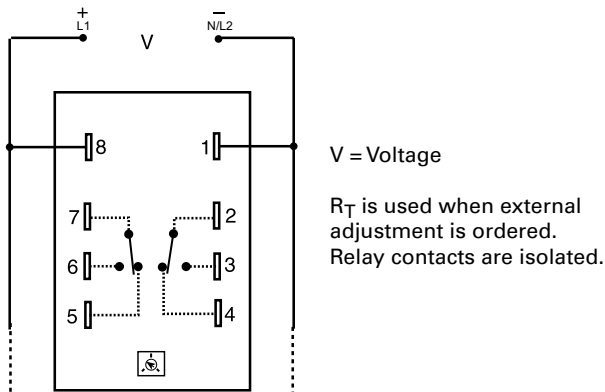 + −
L1 N/L2
V
8 1
7 2
6 3
5 4
V = Voltage
RT is used when external
adjustment is ordered.
Relay contacts are isolated.